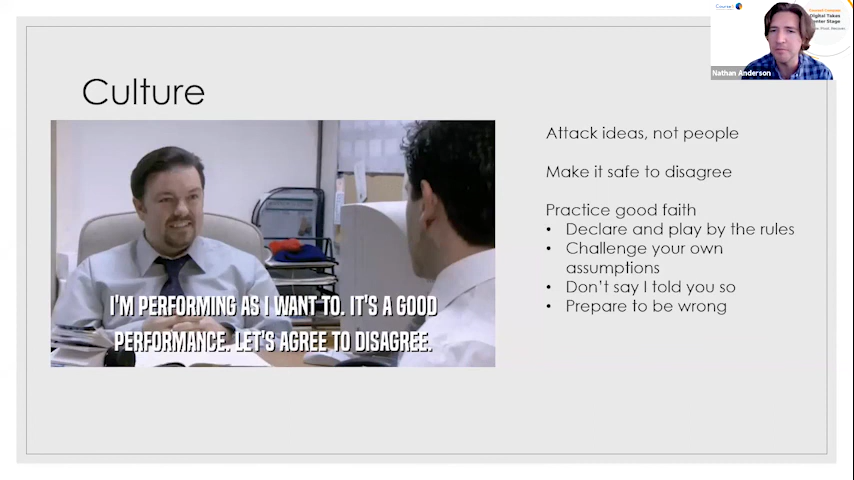 Culture
I'M PERFORMING AS I WANT TO. IT'S A GOOD
PERFORMANCE. LET'S AGREE TO DISAGREE.
Attack ideas, not people
Make it safe to disagree
Practice good faith
• Declare and play by the rules
• Challenge your own
assumptions
• Don't say I told you so
• Prepare to be wrong
Nathan Anderson
Digital Takes